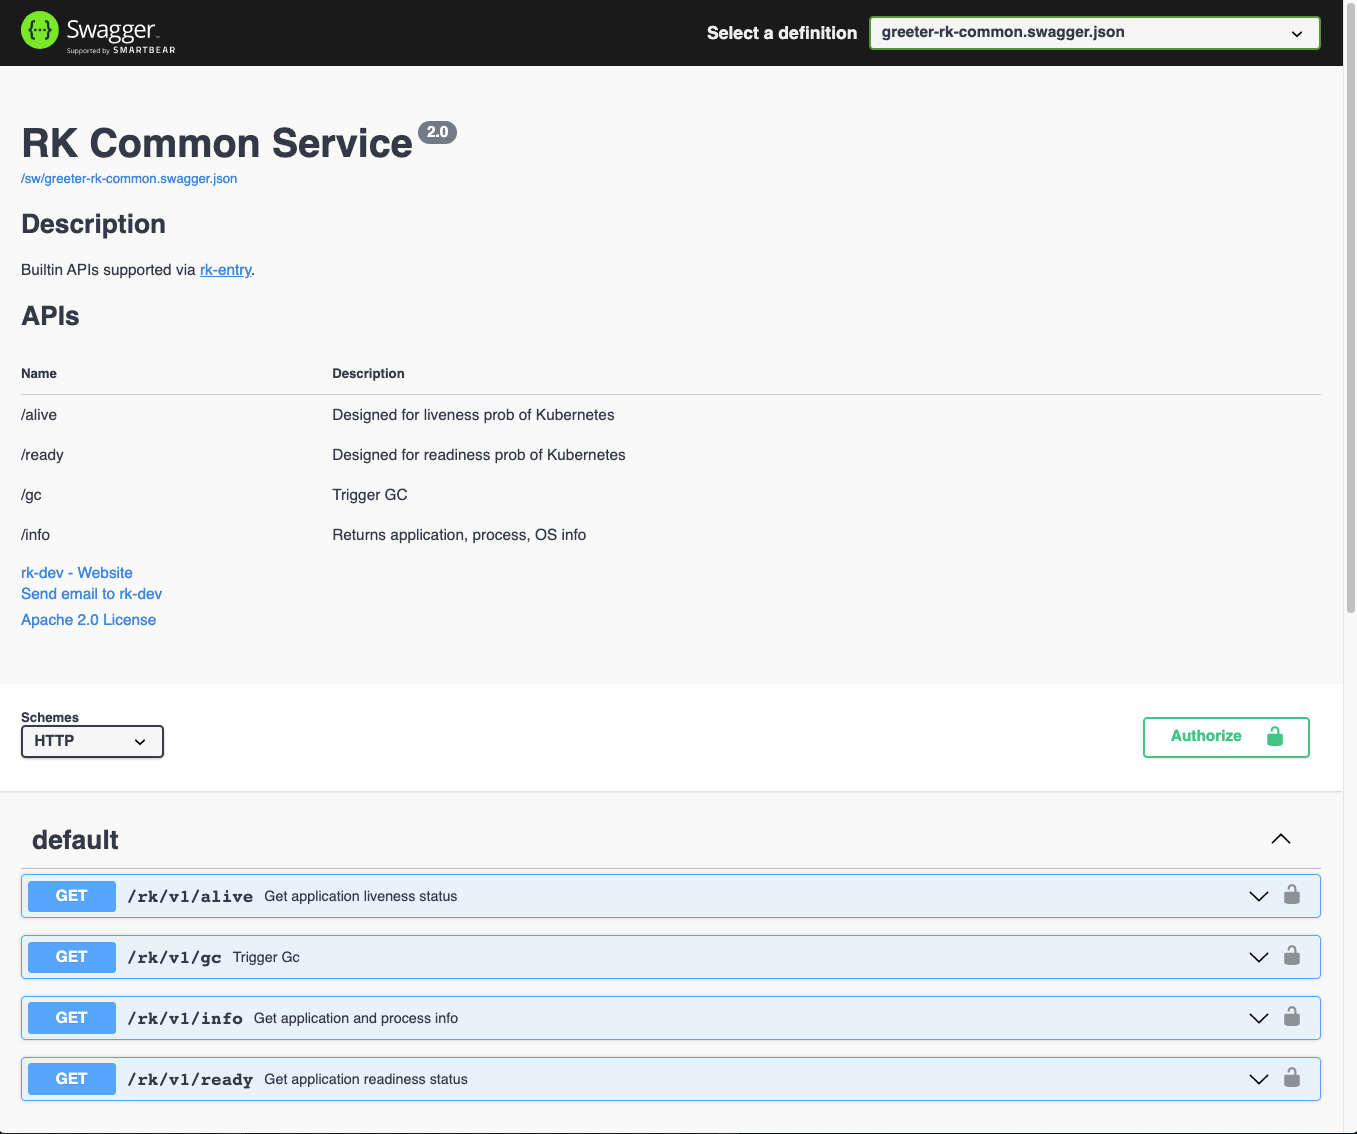 Swagger
Supported by SMARTBEAR
Select a definition
greeter-rk-common.swagger.json
RK Common Service 2.0
/sw/greeter-rk-common.swagger.json
Description
Builtin APIs supported via rk-entry.
APIs
Name Description
/alive Designed for liveness prob of Kubernetes
/ready Designed for readiness prob of Kubernetes
/gc Trigger GC
/info Returns application, process, OS info
rk-dev - Website
Send email to rk-dev
Apache 2.0 License
Schemes
HTTP
Authorize
default
GET /rk/v1/alive Get application liveness status
GET /rk/v1/gc Trigger Gc
GET /rk/v1/info Get application and process info
GET /rk/v1/ready Get application readiness status